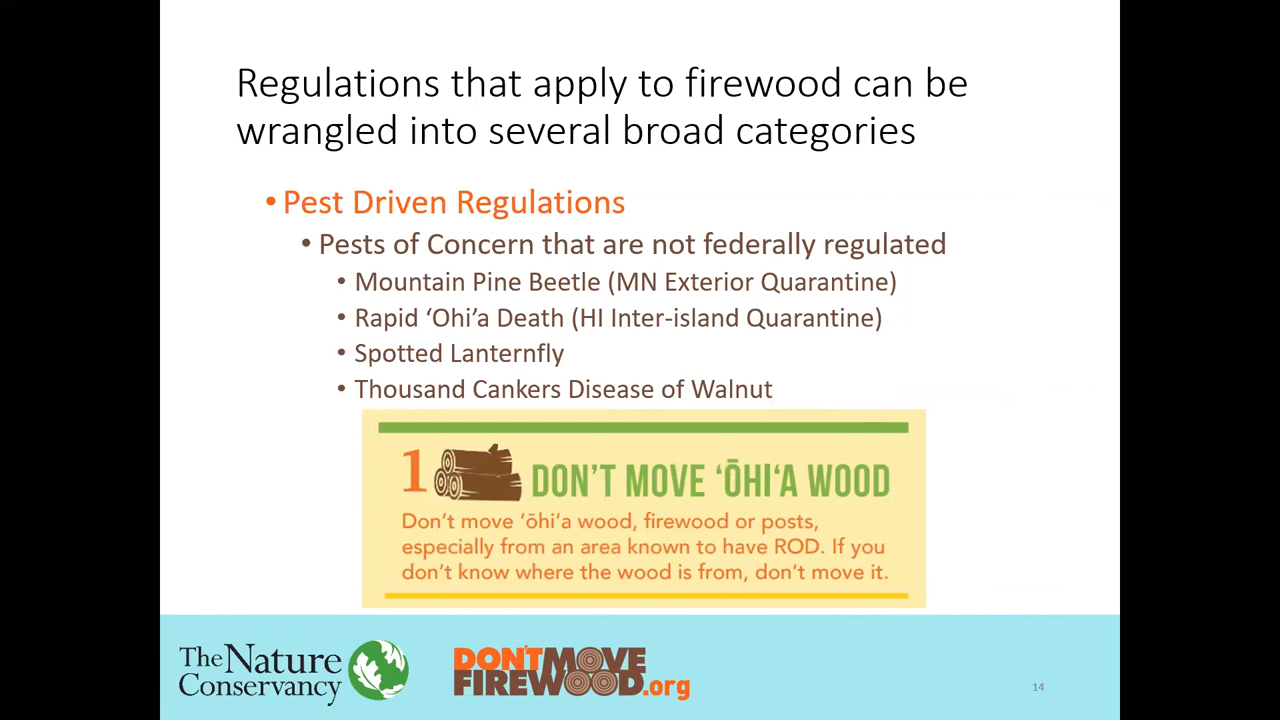 Regulations that apply to firewood can be
wrangled into several broad categories
• Pest Driven Regulations
• Pests of Concern that are not federally regulated
• Mountain Pine Beetle (MN Exterior Quarantine)
• Rapid ‘Ohi’a Death (HI Inter-island Quarantine)
• Spotted Lanternfly
• Thousand Cankers Disease of Walnut
1 DON’T MOVE ‘ŌHI‘A WOOD
Don’t move ‘ōhi‘a wood, firewood or posts,
especially from an area known to have ROD. If you
don’t know where the wood is from, don’t move it.
The Nature
Conservancy
DON'T MOVE
FIREWOOD.org
14